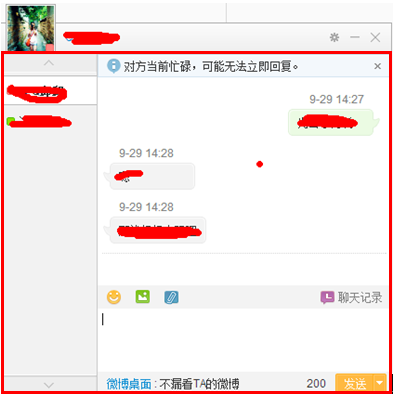 对方当前忙碌，可能无法立即回复。
9-29 14:27
9-29 14:28
9-29 14:28
聊天记录
微博桌面：不漏看TA的微博 200 发送